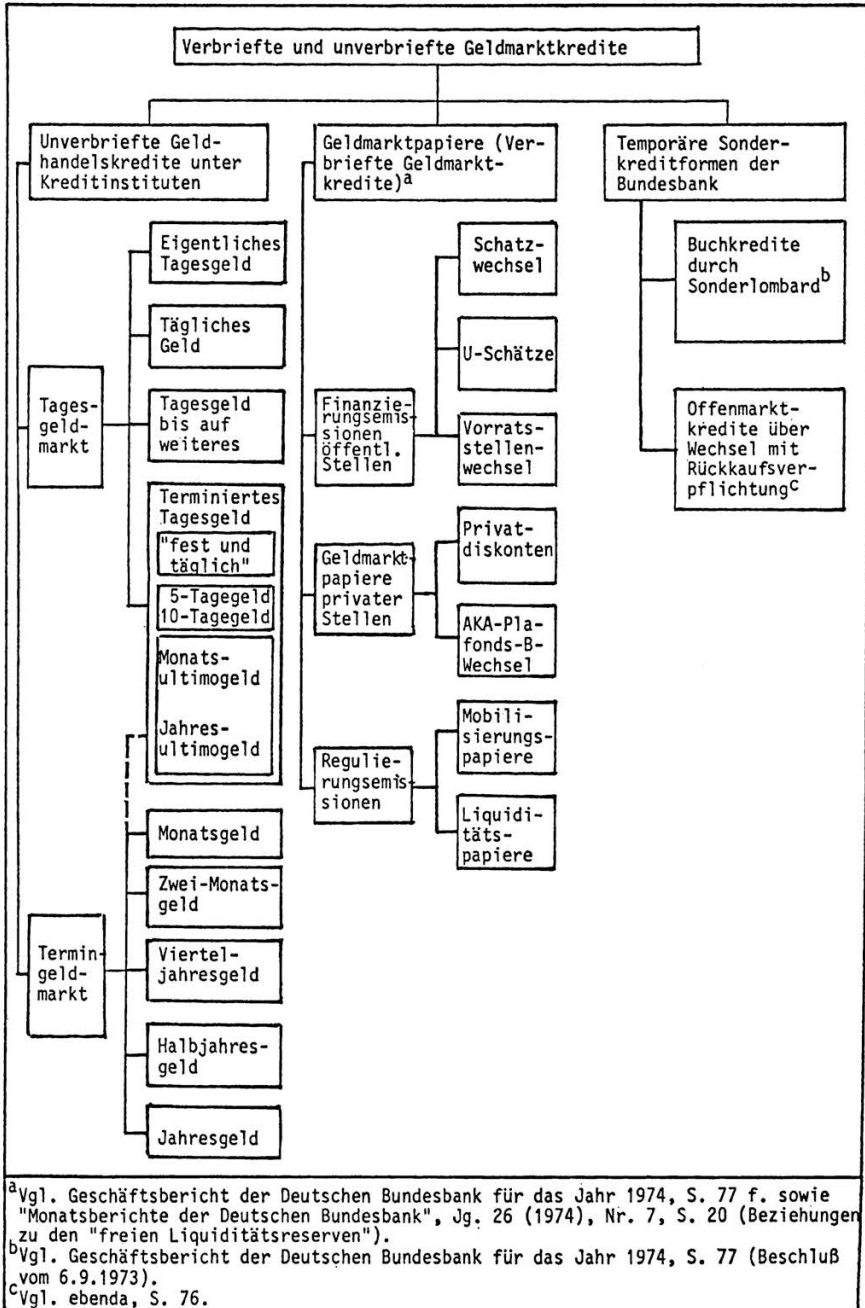 Verbriefte und unverbriefte Geldmarktkredite
Unverbriefte Geld-
handelskredite unter
Kreditinstituten
Tages-
geld-
markt
Eigentliches
Tagesgeld
Tägliches
Geld
Tagesgeld
bis auf
weiteres
Terminiertes
Tagesgeld
"fest und
täglich"
5-Tagegeld
10-Tagegeld
Monats-
ultimogeld
Jahres-
ultimogeld
Termin-
geld-
markt
Monatsgeld
Zwei-Monats-
geld
Viertel-
jahresgeld
Halbjahres-
geld
Jahresgeld
Geldmarktpapiere (Ver-
briefte Geldmarkt-
kredite)a
Finanzie-
rungsemis-
sionen
öffentl.
Stellen
Schatz-
wechsel
U-Schätze
Vorrats-
stellen-
wechsel
Geldmarkt-
papiere
privater
Stellen
Privat-
diskonten
AKA-Pla-
fonds-B-
Wechsel
Regulie-
rungsemis-
sionen
Mobili-
sierungs-
papiere
Liquidi-
täts-
papiere
Temporäre Sonder-
kreditformen der
Bundesbank
Buchkredite
durch
Sonderlombardb
Offenmarkt-
kredite über
Wechsel mit
Rückkaufsver-
pflichtungc
aVgl. Geschäftsbericht der Deutschen Bundesbank für das Jahr 1974, S. 77 f. sowie
"Monatsberichte der Deutschen Bundesbank", Jg. 26 (1974), Nr. 7, S. 20 (Beziehungen
zu den "freien Liquiditätsreserven").
bVgl. Geschäftsbericht der Deutschen Bundesbank für das Jahr 1974, S. 77 (Beschluß
vom 6.9.1973).
cVgl. ebenda, S. 76.